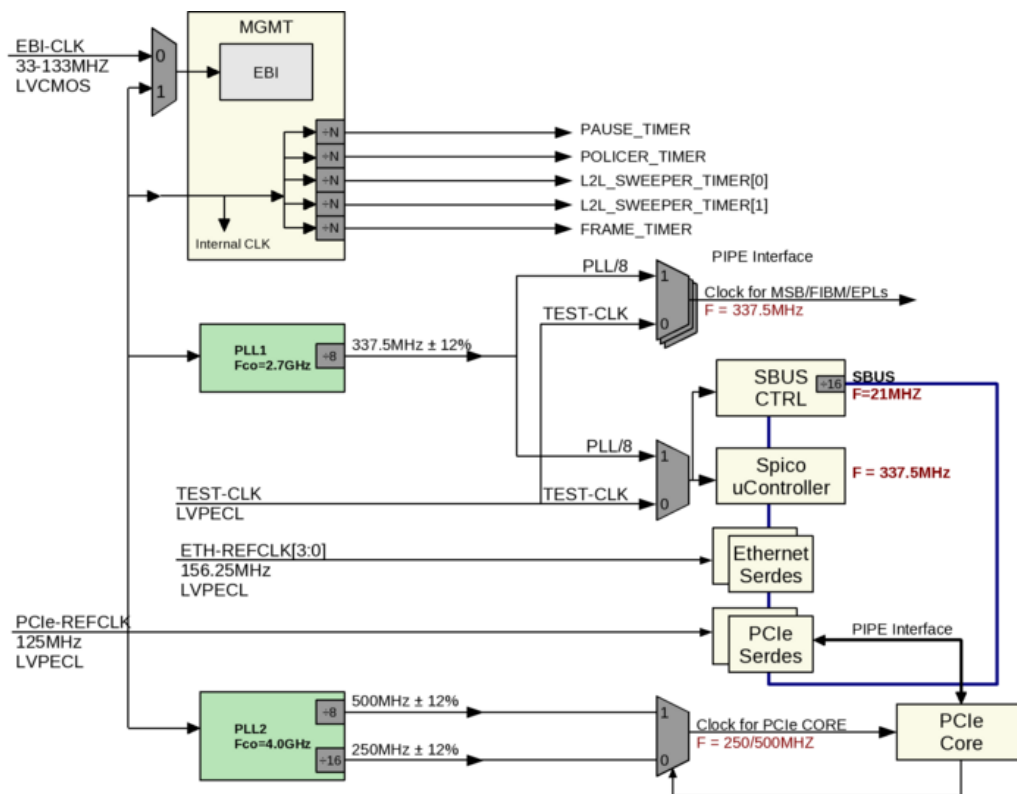 MGMT
EBI-CLK
33-133MHZ
LVCMOS
0
1
EBI
÷N
PAUSE_TIMER
÷N
POLICER_TIMER
÷N
L2L_SWEEPER_TIMER[0]
÷N
L2L_SWEEPER_TIMER[1]
÷N
FRAME_TIMER
Internal CLK
PIPE Interface
PLL/8
1
Clock for MSB/FIBM/EPLs
F = 337.5MHz
TEST-CLK
0
PLL1
Fco=2.7GHz
÷8
337.5MHz ± 12%
SBUS
CTRL
÷16
SBUS
F=21MHZ
PLL/8
1
Spico
uController
F = 337.5MHz
TEST-CLK
LVPECL
TEST-CLK
0
ETH-REFCLK[3:0]
156.25MHz
LVPECL
Ethernet
Serdes
PCIe-REFCLK
125MHz
LVPECL
PCIe
Serdes
PIPE Interface
PLL2
Fco=4.0GHz
÷8
500MHz ± 12%
÷16
250MHz ± 12%
1
0
Clock for PCIe CORE
F = 250/500MHZ
PCIe
Core